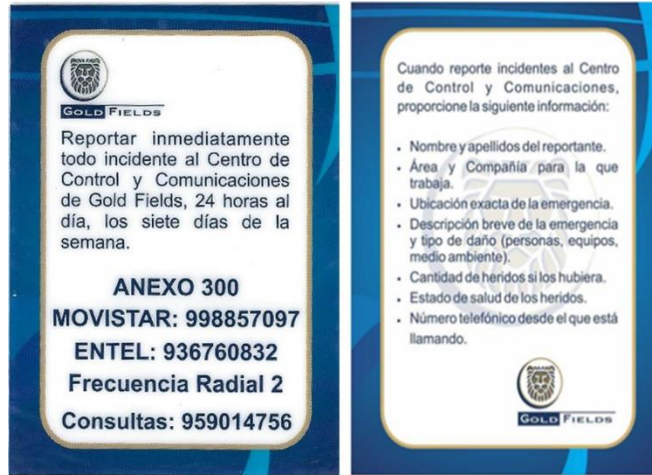 GOLD FIELDS
Reportar inmediatamente
todo incidente al Centro de
Control y Comunicaciones
de Gold Fields, 24 horas al
día, los siete días de la
semana.
ANEXO 300
MOVISTAR: 998857097
ENTEL: 936760832
Frecuencia Radial 2
Consultas: 959014756
Cuando reporte incidentes al Centro
de Control y Comunicaciones,
proporcione la siguiente información:
• Nombre y apellidos del reportante.
• Área y Compañía para la que
trabaja.
• Ubicación exacta de la emergencia.
• Descripción breve de la emergencia
y tipo de daño (personas, equipos,
medio ambiente).
• Cantidad de heridos si los hubiera.
• Estado de salud de los heridos.
• Número telefónico desde el que está
llamando.
GOLD FIELDS